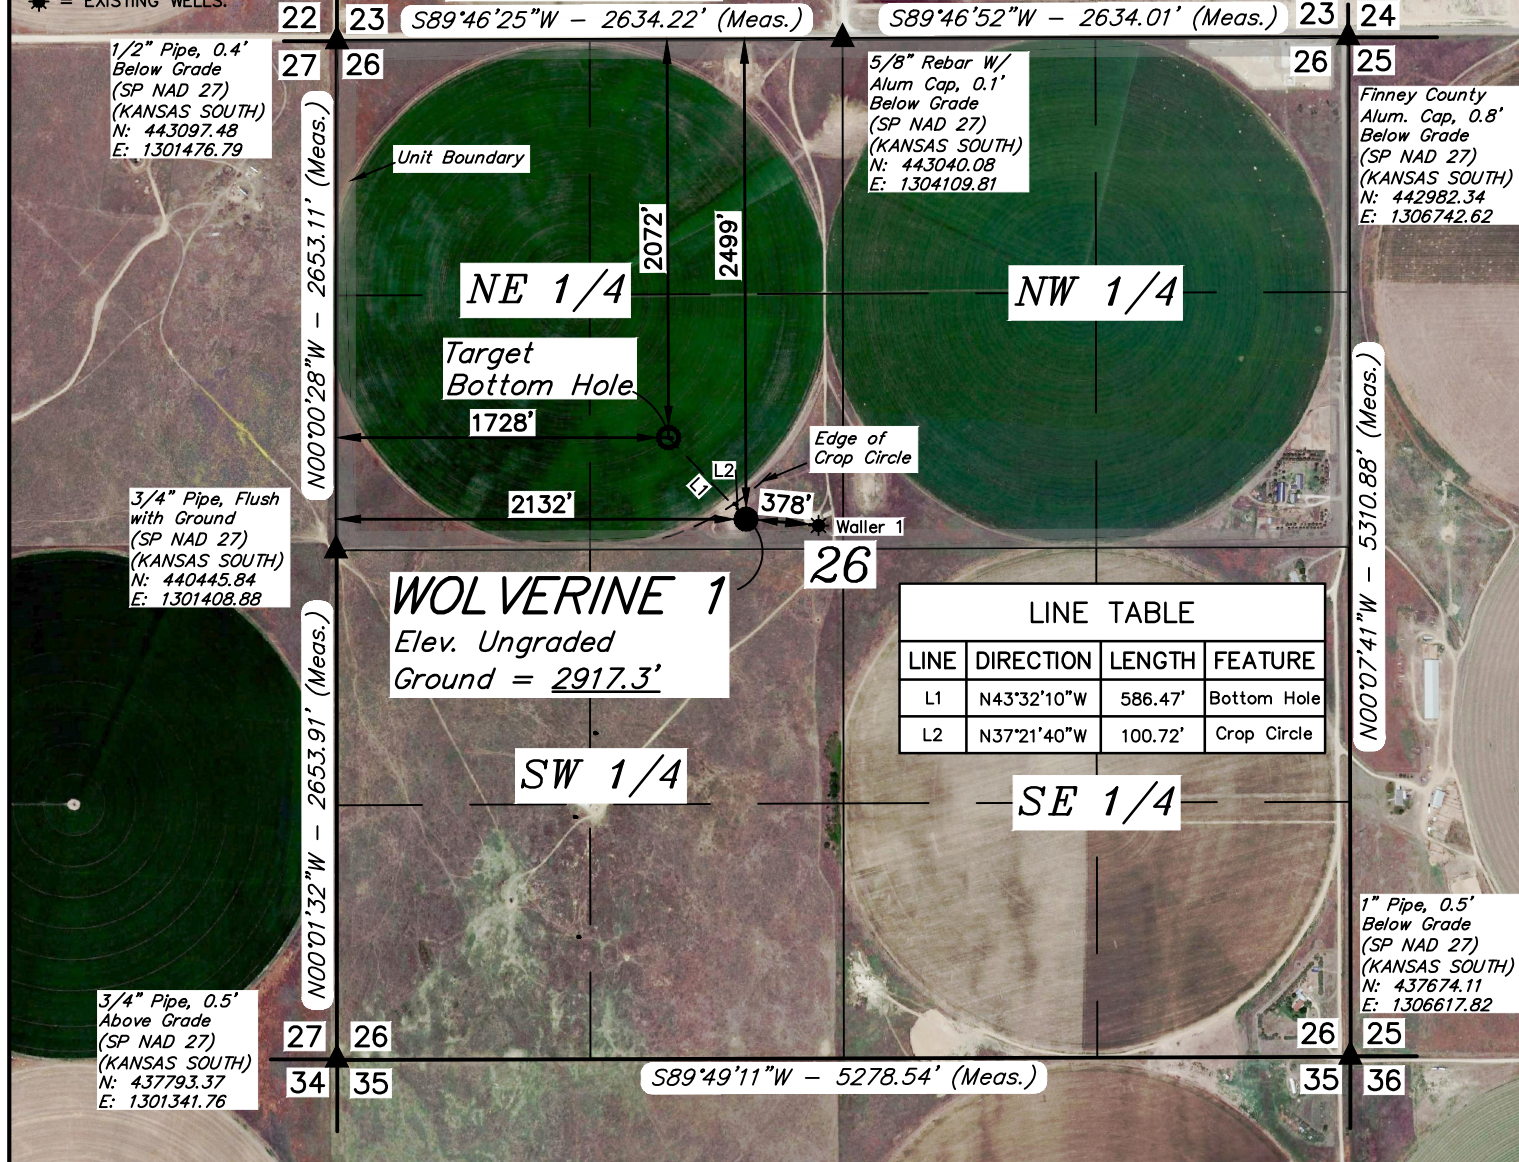 = EXISTING WELLS.
22 23
S89°46'25"W - 2634.22' (Meas.)
S89°46'52"W - 2634.01' (Meas.)
23 24
27 26
26 25
1/2" Pipe, 0.4'
Below Grade
(SP NAD 27)
(KANSAS SOUTH)
N: 443097.48
E: 1301476.79
5/8" Rebar W/
Alum Cap, 0.1'
Below Grade
(SP NAD 27)
(KANSAS SOUTH)
N: 443040.08
E: 1304109.81
Finney County
Alum. Cap, 0.8'
Below Grade
(SP NAD 27)
(KANSAS SOUTH)
N: 442982.34
E: 1306742.62
Unit Boundary
N00°00'28"W - 2653.11' (Meas.)
2072'
2499'
NE 1/4
NW 1/4
Target
Bottom Hole
1728'
Edge of
Crop Circle
L1
L2
2132'
378'
Waller 1
26
N00°07'41"W - 5310.88' (Meas.)
3/4" Pipe, Flush
with Ground
(SP NAD 27)
(KANSAS SOUTH)
N: 440445.84
E: 1301408.88
WOLVERINE 1
Elev. Ungraded
Ground = 2917.3'
LINE TABLE
LINE DIRECTION LENGTH FEATURE
L1 N43°32'10"W 586.47' Bottom Hole
L2 N37°21'40"W 100.72' Crop Circle
N00°01'32"W - 2653.91' (Meas.)
SW 1/4
SE 1/4
1" Pipe, 0.5'
Below Grade
(SP NAD 27)
(KANSAS SOUTH)
N: 437674.11
E: 1306617.82
3/4" Pipe, 0.5'
Above Grade
(SP NAD 27)
(KANSAS SOUTH)
N: 437793.37
E: 1301341.76
27 26
26 25
34 35
S89°49'11"W - 5278.54' (Meas.)
35 36